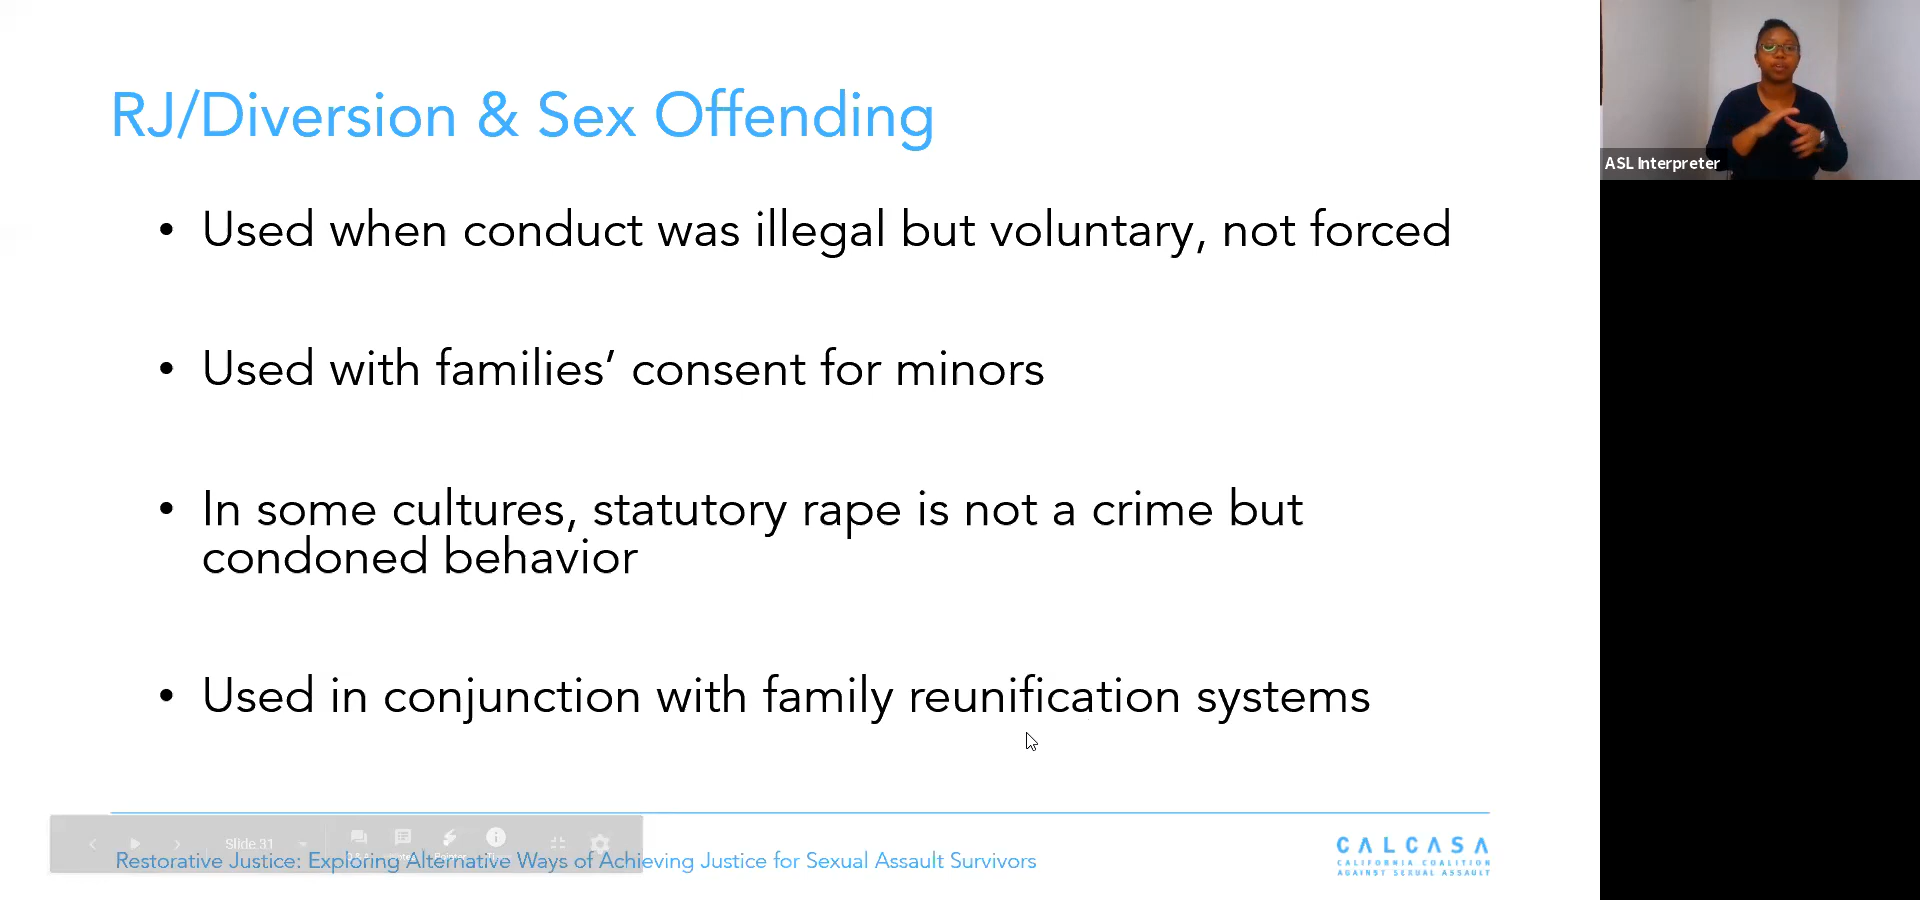 RJ/Diversion & Sex Offending
ASL Interpreter
• Used when conduct was illegal but voluntary, not forced
• Used with families’ consent for minors
• In some cultures, statutory rape is not a crime but
condoned behavior
• Used in conjunction with family reunification systems
Slide 31
Restorative Justice: Exploring Alternative Ways of Achieving Justice for Sexual Assault Survivors
CALCASA
CALIFORNIA COALITION
AGAINST SEXUAL ASSAULT